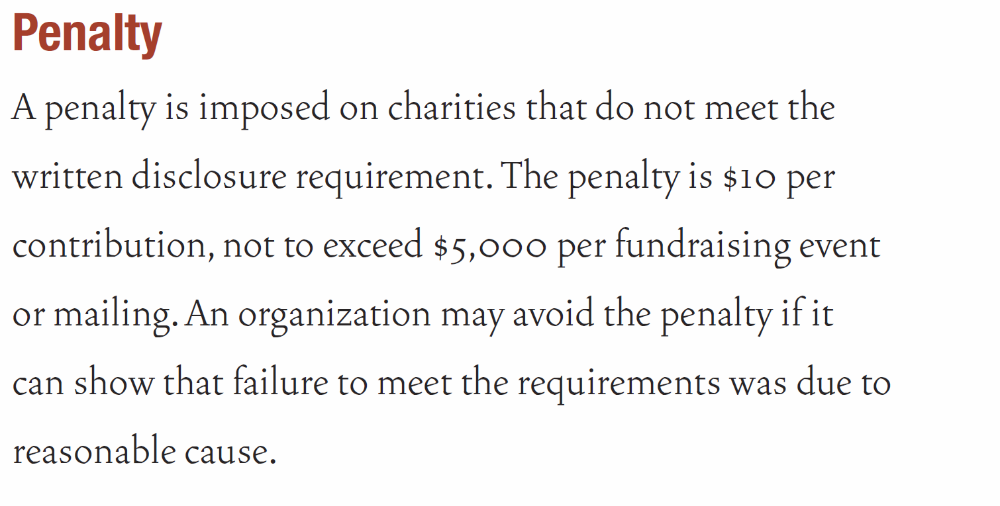 Penalty
A penalty is imposed on charities that do not meet the
written disclosure requirement. The penalty is $10 per
contribution, not to exceed $5,000 per fundraising event
or mailing. An organization may avoid the penalty if it
can show that failure to meet the requirements was due to
reasonable cause.